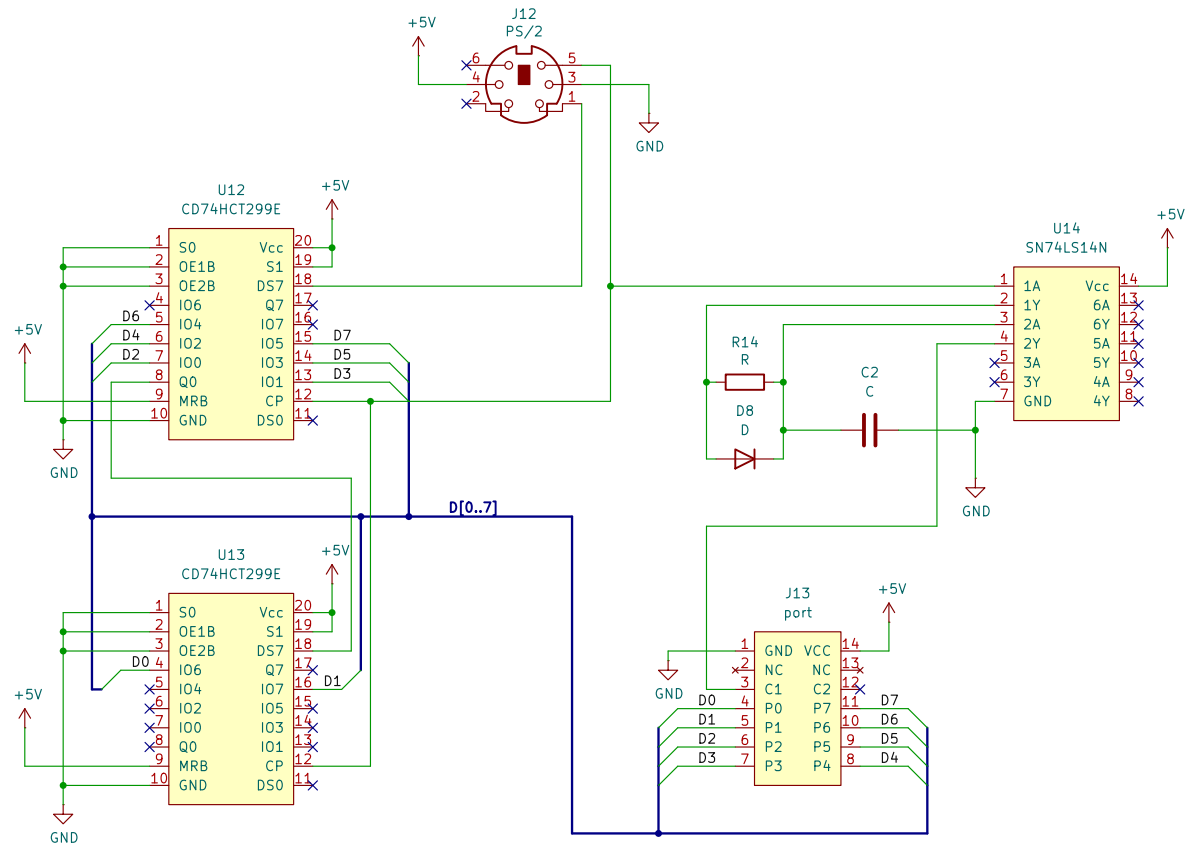 J12
PS/2
+5V
6 5
4 3
2 1
GND
U12
CD74HCT299E
+5V
1 S0 Vcc 20
2 OE1B S1 19
3 OE2B DS7 18
4 IO6 Q7 17
D6 5 IO4 IO7 16
D4 6 IO2 IO5 15 D7
D2 7 IO0 IO3 14 D5
8 Q0 IO1 13 D3
9 MRB CP 12
10 GND DS0 11
+5V
GND
U14
SN74LS14N
+5V
1 1A Vcc 14
2 1Y 6A 13
3 2A 6Y 12
4 2Y 5A 11
5 3A 5Y 10
6 3Y 4A 9
7 GND 4Y 8
R14
R
D8
D
C2
C
GND
D[0..7]
U13
CD74HCT299E
+5V
1 S0 Vcc 20
2 OE1B S1 19
3 OE2B DS7 18
D0 4 IO6 Q7 17
5 IO4 IO7 16 D1
6 IO2 IO5 15
7 IO0 IO3 14
8 Q0 IO1 13
9 MRB CP 12
10 GND DS0 11
+5V
GND
J13
port
+5V
1 GND VCC 14
2 NC NC 13
3 C1 C2 12
D0 4 P0 P7 11 D7
D1 5 P1 P6 10 D6
D2 6 P2 P5 9 D5
D3 7 P3 P4 8 D4
GND